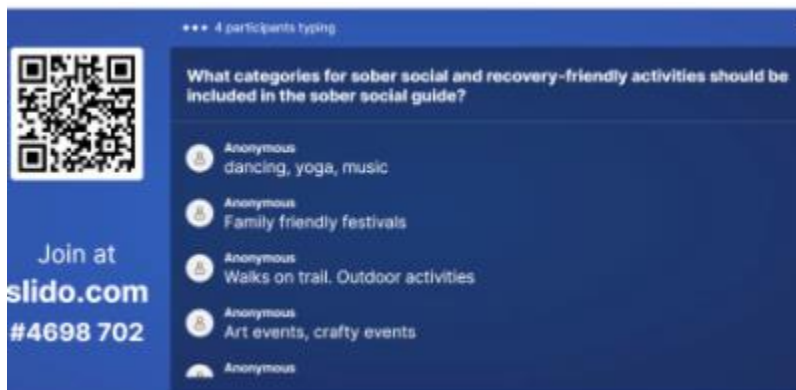 ••• 4 participants typing
What categories for sober social and recovery-friendly activities should be
included in the sober social guide?
Anonymous
dancing, yoga, music
Anonymous
Family friendly festivals
Anonymous
Walks on trail. Outdoor activities
Anonymous
Art events, crafty events
Anonymous
Join at
slido.com
#4698 702